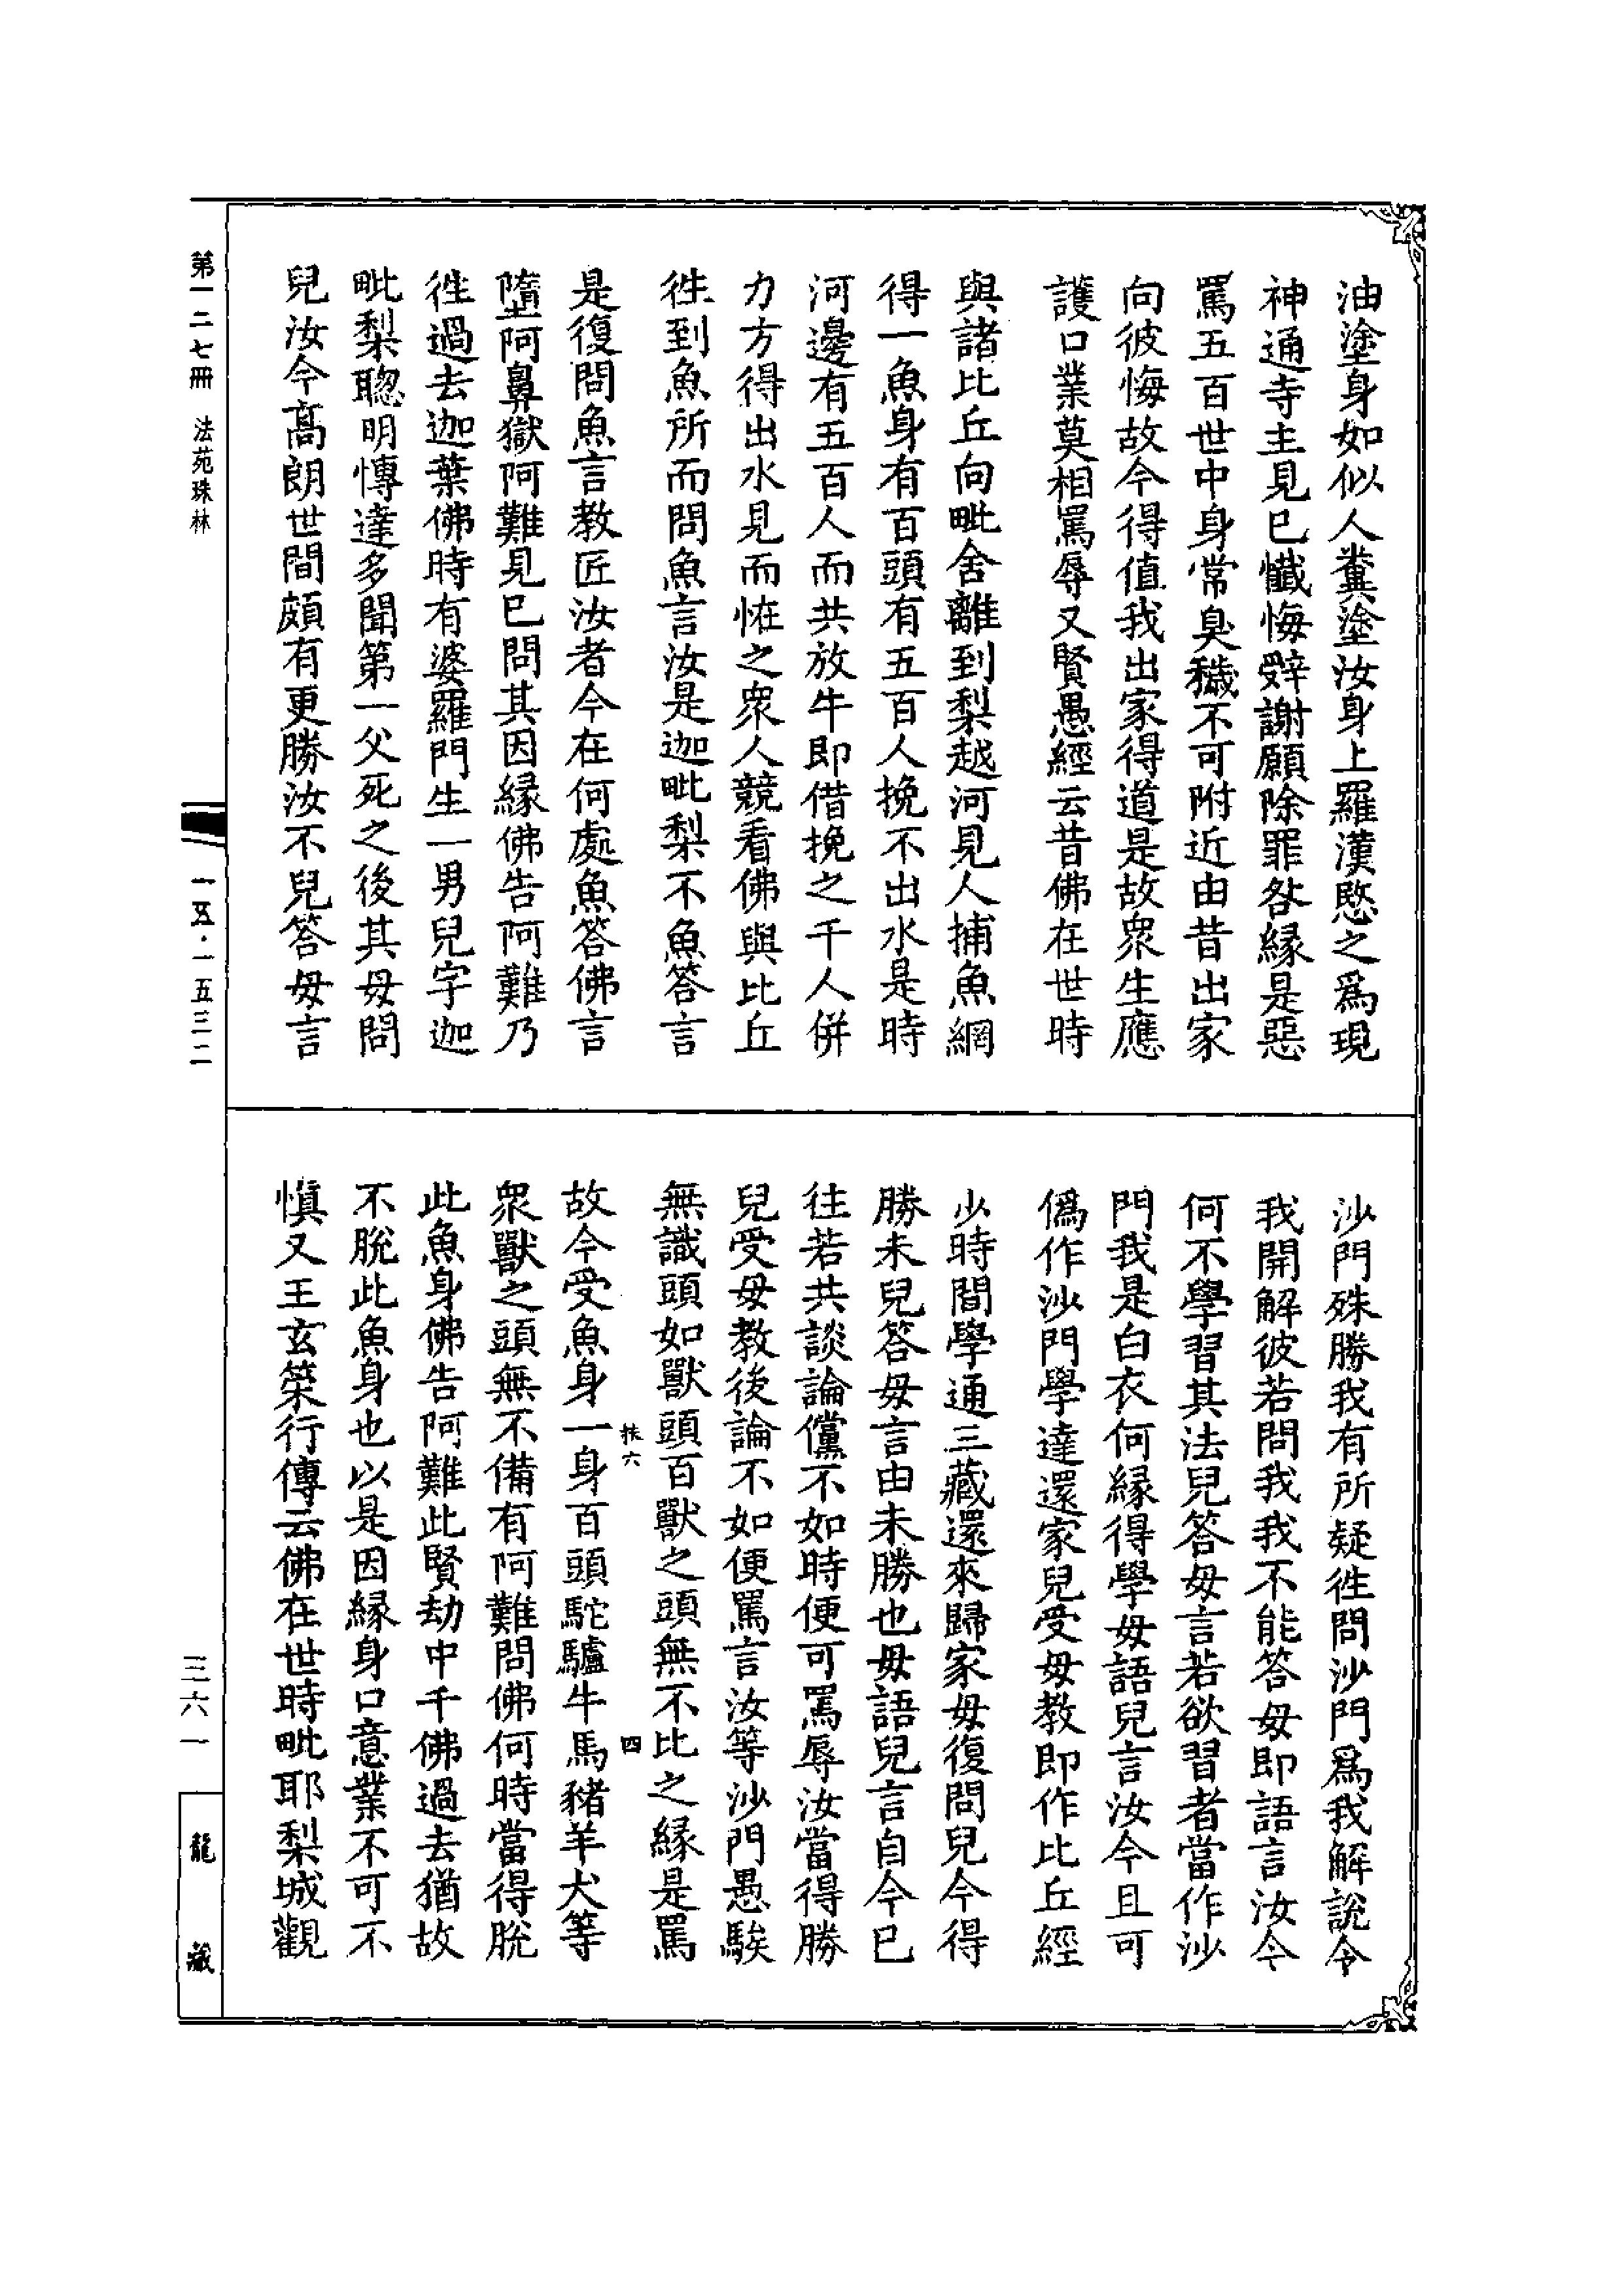 油塗身如似人糞塗汝身上羅漢愍之爲現
神通寺主見已懺悔辤謝願除罪咎緣是惡
罵五百世中身常臭穢不可附近由昔出家
向彼悔故今得值我出家得道是故衆生應
護口業莫相罵辱又賢愚經云昔佛在世時
與諸比丘向毗舍離到梨越河見人捕魚網
得一魚身有百頭有五百人挽不出水是時
河邊有五百人而共放牛即借挽之千人併
力方得出水見而恠之衆人競看佛與比丘
徃到魚所而問魚言汝是迦毗梨不魚答言
是復問魚言教匠汝者今在何處魚答佛言
墮阿鼻獄阿難見已問其因緣佛告阿難乃
徃過去迦葉佛時有婆羅門生一男兒字迦
毗梨聰明慱達多聞第一父死之後其母問
兒汝今高朗世間頗有更勝汝不兒答母言
沙門殊勝我有所疑徃問沙門爲我解說令
我開解彼若問我我不能答母即語言汝今
何不學習其法兒答母言若欲習者當作沙
門我是白衣何緣得學母語兒言汝今且可
僞作沙門學達還家兒受母教即作比丘經
少時間學通三藏還來歸家母復問兒今得
勝未兒答母言由未勝也母語兒言自今已
往若共談論儻不如時便可罵辱汝當得勝
兒受母教後論不如便罵言汝等沙門愚騃
無識頭如獸頭百獸之頭無不比之緣是罵
故今受魚身一身百頭駝驢牛馬豬羊犬等
衆獸之頭無不備有阿難問佛何時當得脫
此魚身佛告阿難此賢劫中千佛過去猶故
不脫此魚身也以是因緣身口意業不可不
慎又王玄策行傳云佛在世時毗耶梨城觀
六
四
第一二七冊 法苑珠林
一五·一五三二
三六一
龍藏